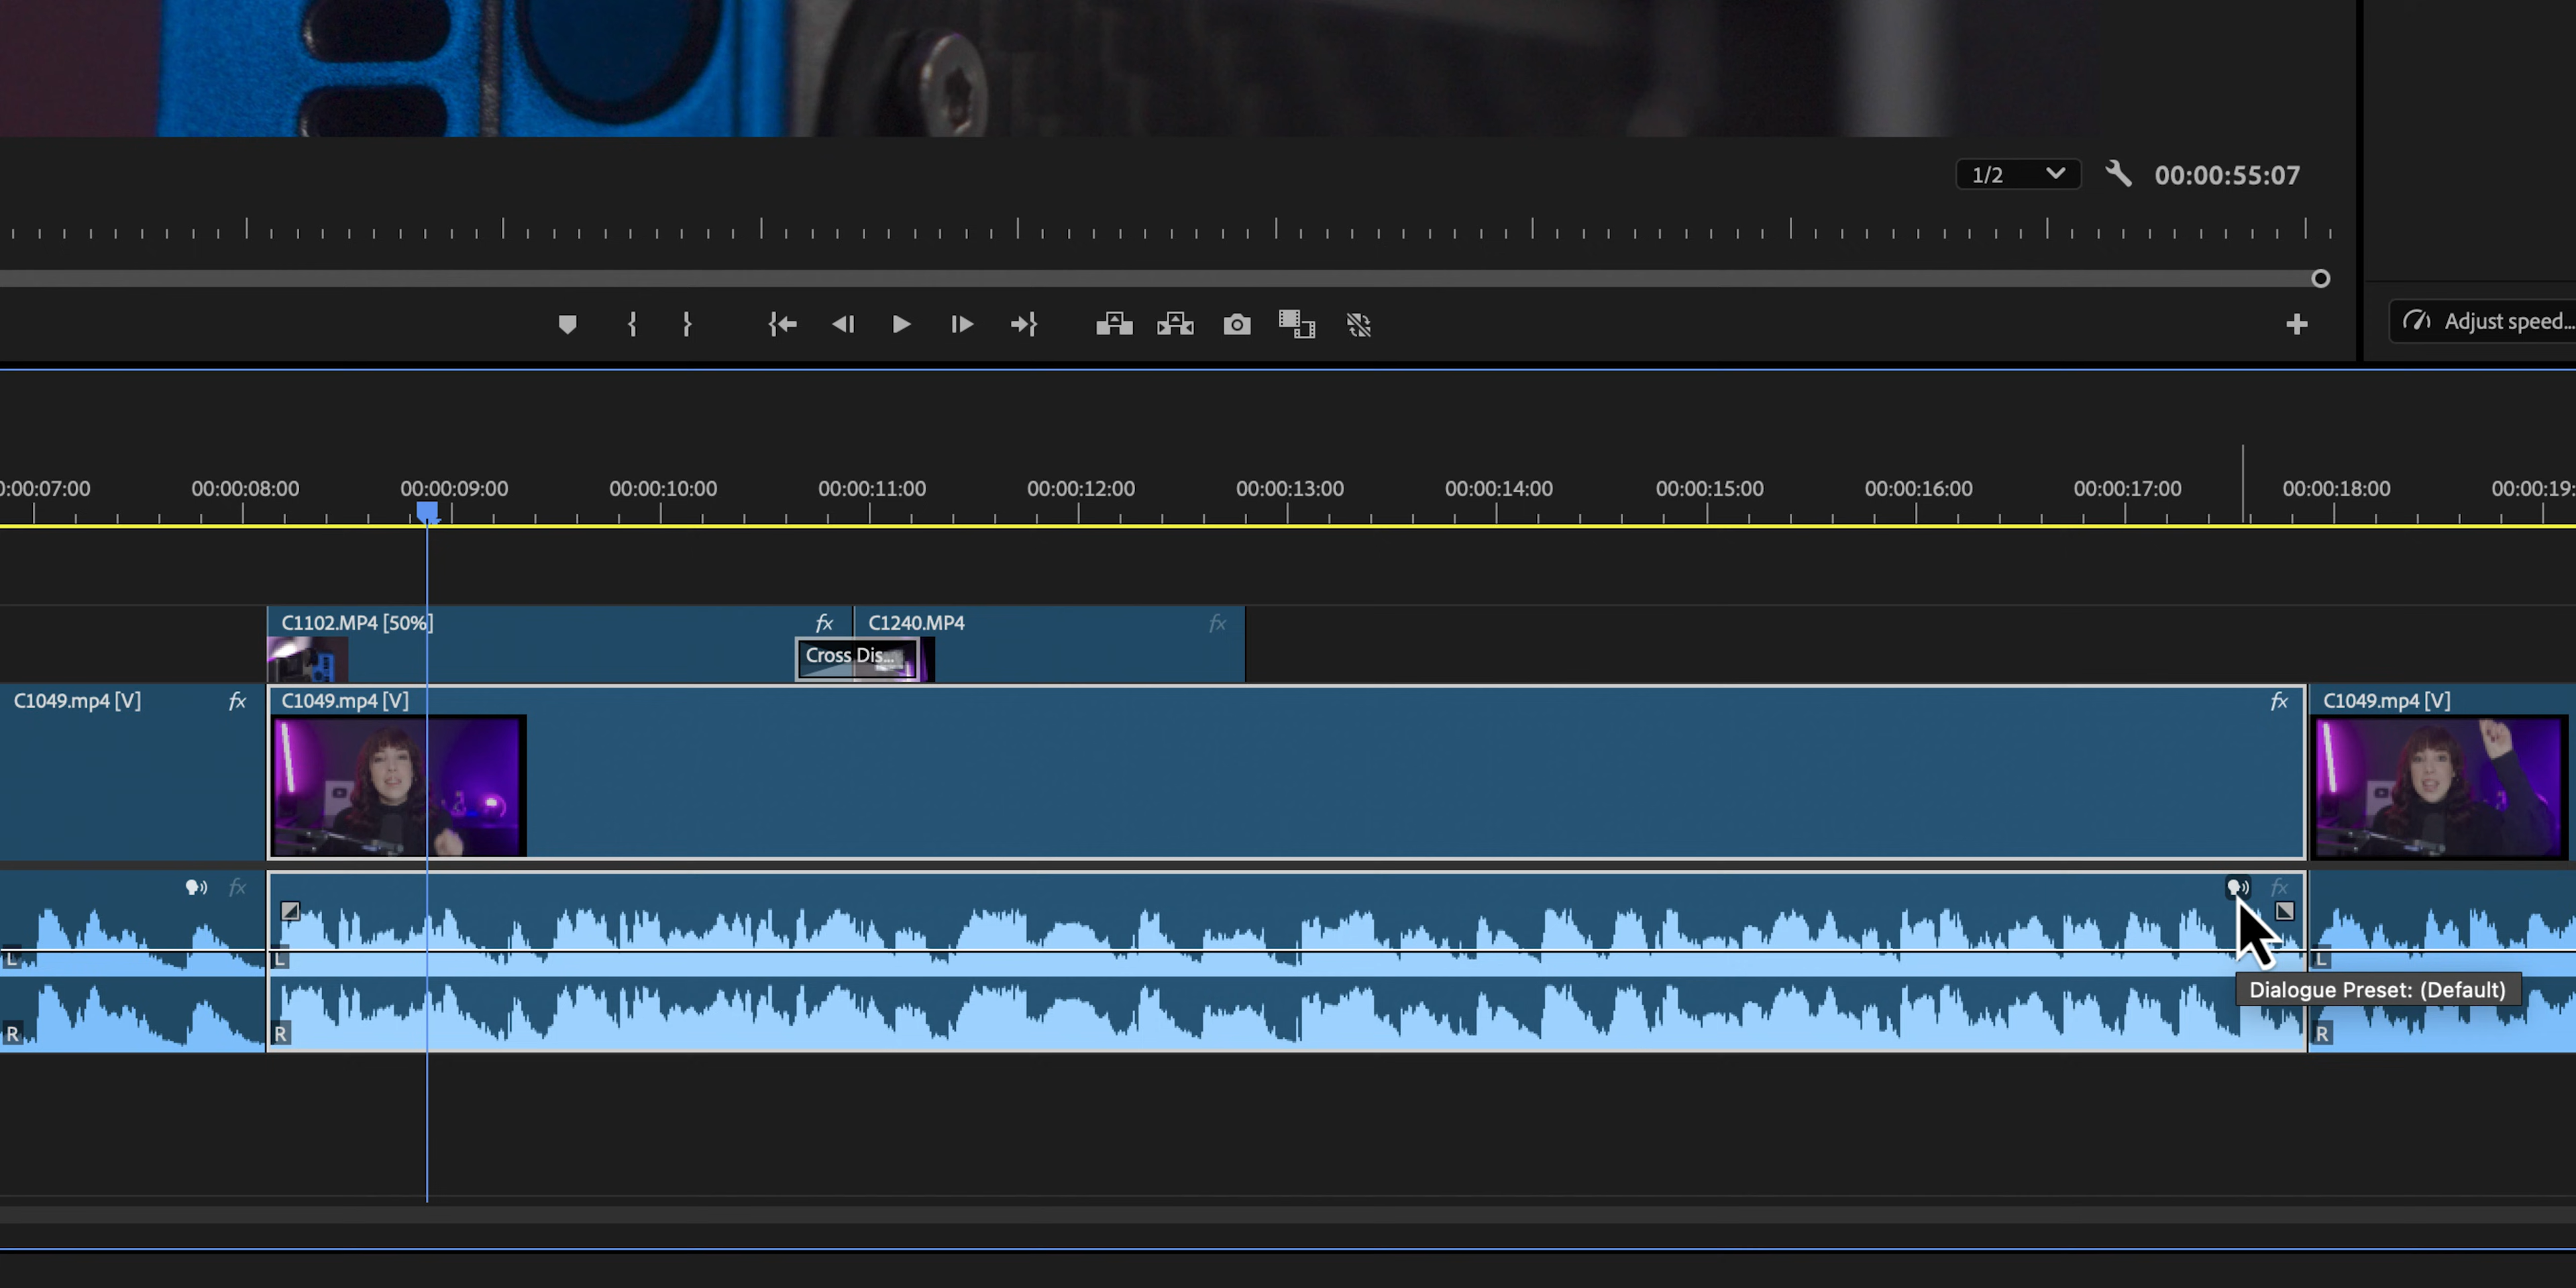 1/2
00:00:55:07
Adjust speed...
0:00:07:00 00:00:08:00 00:00:09:00 00:00:10:00 00:00:11:00 00:00:12:00 00:00:13:00 00:00:14:00 00:00:15:00 00:00:16:00 00:00:17:00 00:00:18:00 00:00:19:
C1102.MP4 [50%] fx C1240.MP4 fx
Cross Dis...
C1049.mp4 [V] fx C1049.mp4 [V] fx C1049.mp4 [V]
fx fx
L L L
Dialogue Preset: (Default)
R R R